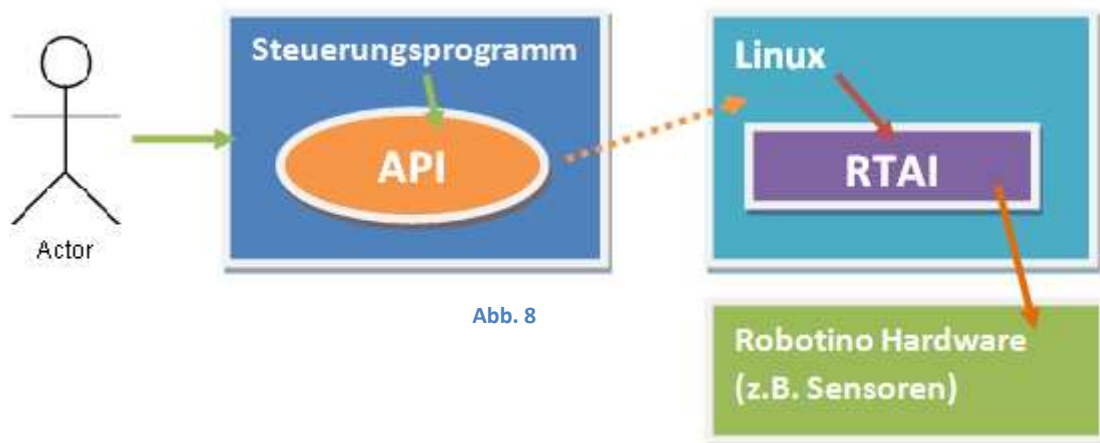 Actor
Steuerungsprogramm
API
Linux
RTAI
Abb. 8
Robotino Hardware
(z.B. Sensoren)